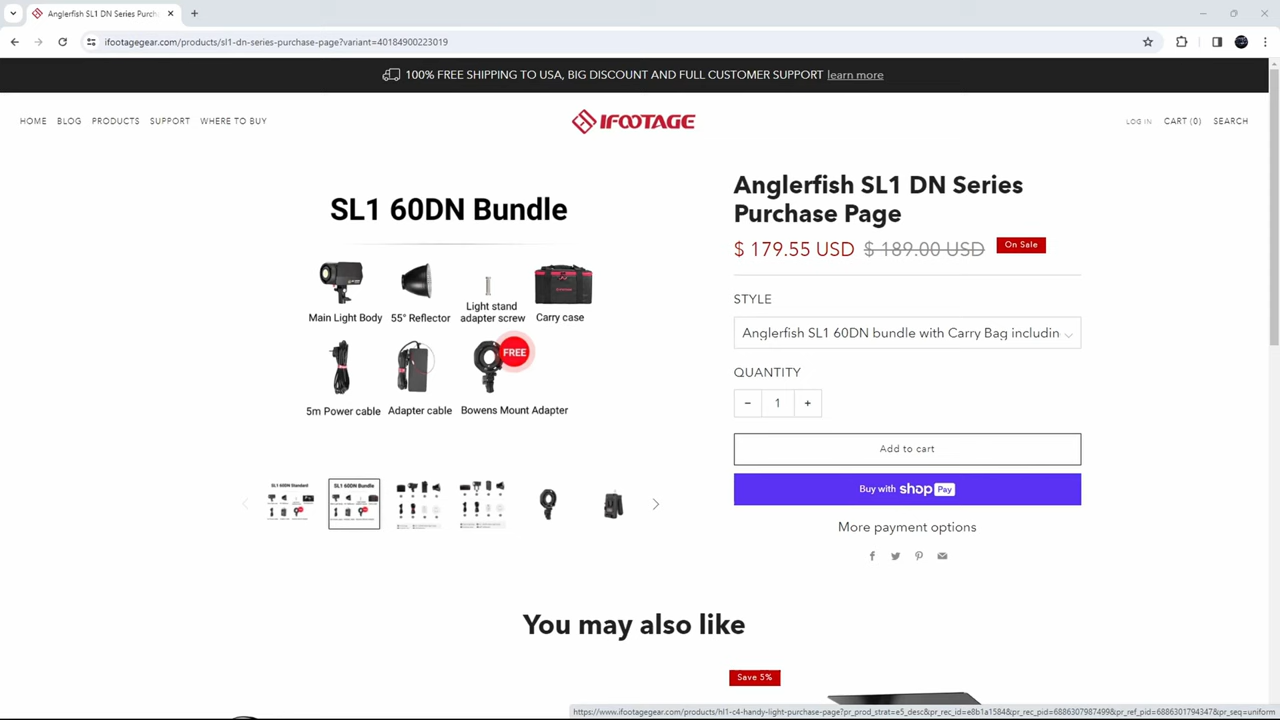 Anglerfish SL1 DN Series Purch
ifootagegear.com/products/sl1-dn-series-purchase-page?variant=40184900223019
100% FREE SHIPPING TO USA, BIG DISCOUNT AND FULL CUSTOMER SUPPORT learn more
HOME BLOG PRODUCTS SUPPORT WHERE TO BUY
IFOOTAGE
LOG IN CART (0) SEARCH
SL1 60DN Bundle
Main Light Body
55° Reflector
Light stand
adapter screw
Carry case
FREE
5m Power cable
Adapter cable
Bowens Mount Adapter
SL1 60DN Standard
SL1 60DN Bundle
Anglerfish SL1 DN Series
Purchase Page
$ 179.55 USD $ 189.00 USD On Sale
STYLE
Anglerfish SL1 60DN bundle with Carry Bag includin
QUANTITY
− 1 +
Add to cart
Buy with shop Pay
More payment options
You may also like
Save 5%
https://www.ifootagegear.com/products/hl1-c4-handy-light-purchase-page?pr_prod_strat=e5_desc&pr_rec_id=e8b1a1584&pr_rec_pid=6886307987499&pr_ref_pid=6886301794347&pr_seq=uniform